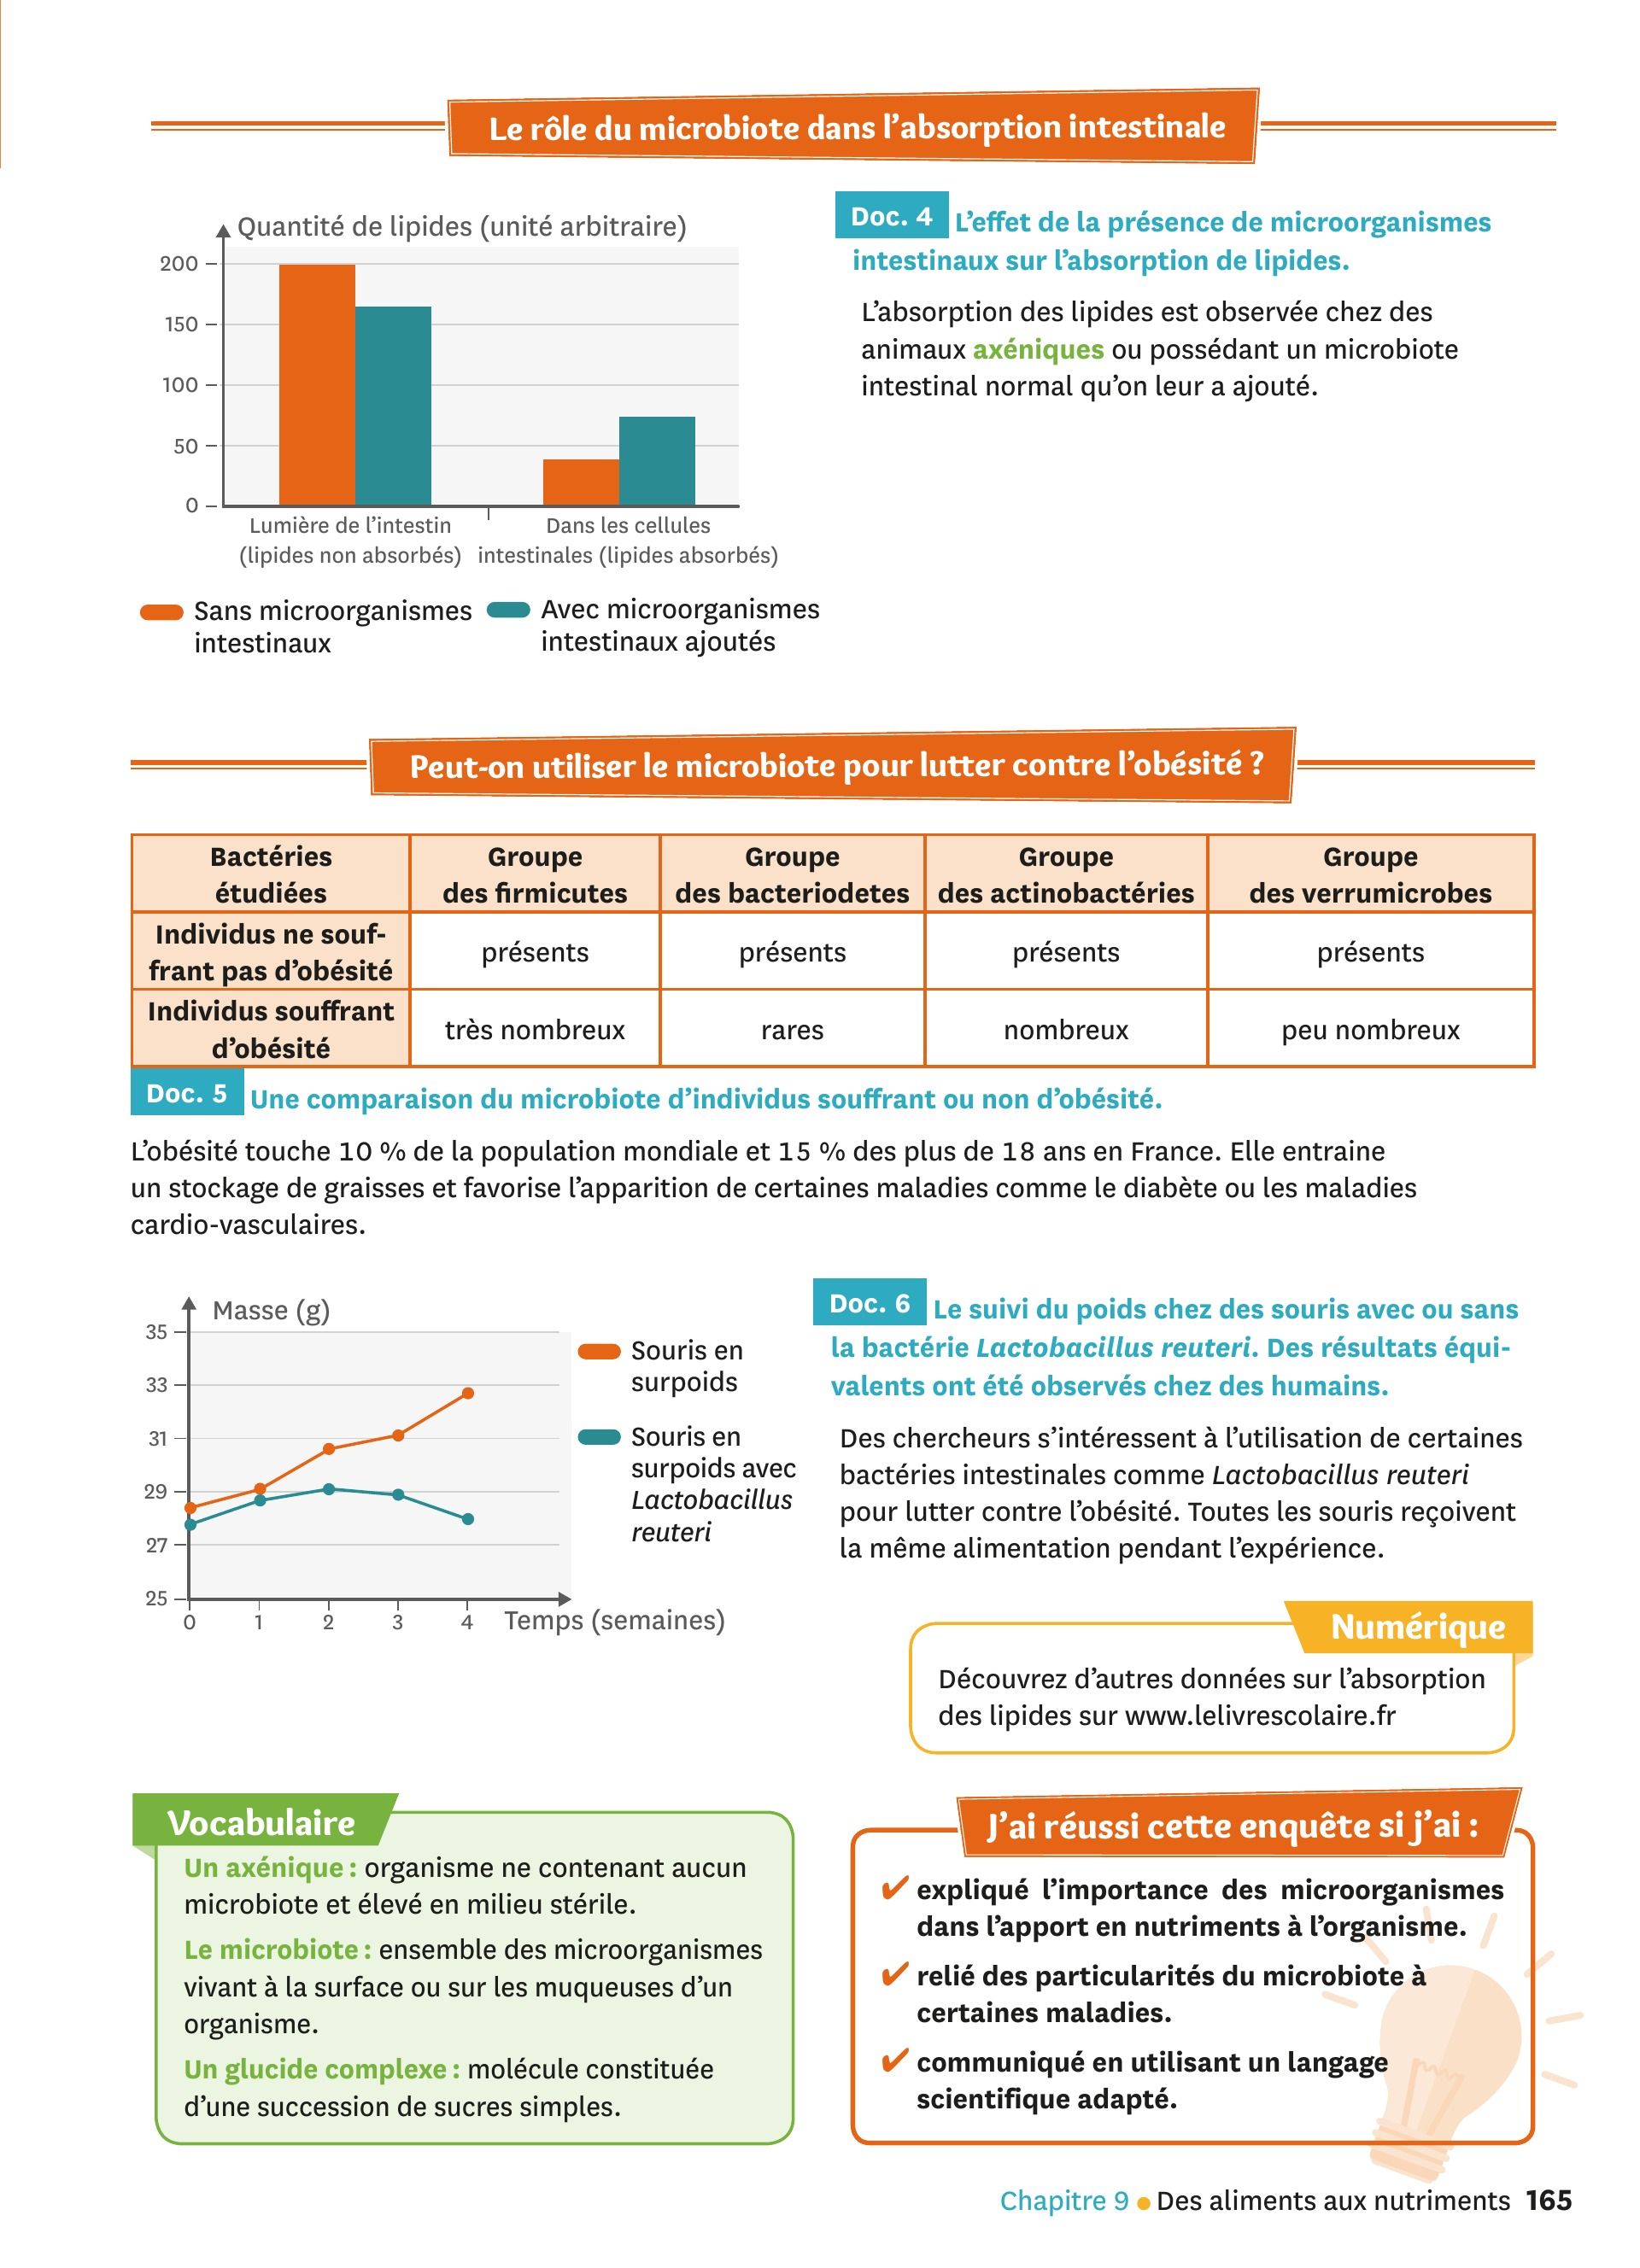 Le rôle du microbiote dans l'absorption intestinale
Quantité de lipides (unité arbitraire)
200
150
100
50
0
Lumière de l'intestin
(lipides non absorbés)
Dans les cellules
intestinales (lipides absorbés)
Sans microorganismes
intestinaux
Avec microorganismes
intestinaux ajoutés
Doc. 4 L'effet de la présence de microorganismes
intestinaux sur l'absorption de lipides.
L'absorption des lipides est observée chez des
animaux axéniques ou possédant un microbiote
intestinal normal qu'on leur a ajouté.
Peut-on utiliser le microbiote pour lutter contre l'obésité ?
Bactéries
étudiées
Groupe
des firmicutes
Groupe
des bacteriodetes
Groupe
des actinobactéries
Groupe
des verrumicrobes
Individus ne souf-
frant pas d'obésité
présents
présents
présents
présents
Individus souffrant
d'obésité
très nombreux
rares
nombreux
peu nombreux
Doc. 5 Une comparaison du microbiote d'individus souffrant ou non d'obésité.
L'obésité touche 10 % de la population mondiale et 15 % des plus de 18 ans en France. Elle entraine
un stockage de graisses et favorise l'apparition de certaines maladies comme le diabète ou les maladies
cardio-vasculaires.
Masse (g)
35
33
31
29
27
25
0 1 2 3 4 Temps (semaines)
Souris en
surpoids
Souris en
surpoids avec
Lactobacillus
reuteri
Doc. 6 Le suivi du poids chez des souris avec ou sans
la bactérie Lactobacillus reuteri. Des résultats équi-
valents ont été observés chez des humains.
Des chercheurs s'intéressent à l'utilisation de certaines
bactéries intestinales comme Lactobacillus reuteri
pour lutter contre l'obésité. Toutes les souris reçoivent
la même alimentation pendant l'expérience.
Numérique
Découvrez d'autres données sur l'absorption
des lipides sur www.lelivrescolaire.fr
Vocabulaire
Un axénique : organisme ne contenant aucun
microbiote et élevé en milieu stérile.
Le microbiote : ensemble des microorganismes
vivant à la surface ou sur les muqueuses d'un
organisme.
Un glucide complexe : molécule constituée
d'une succession de sucres simples.
J'ai réussi cette enquête si j'ai :
✔ expliqué l'importance des microorganismes
dans l'apport en nutriments à l'organisme.
✔ relié des particularités du microbiote à
certaines maladies.
✔ communiqué en utilisant un langage
scientifique adapté.
Chapitre 9 • Des aliments aux nutriments 165